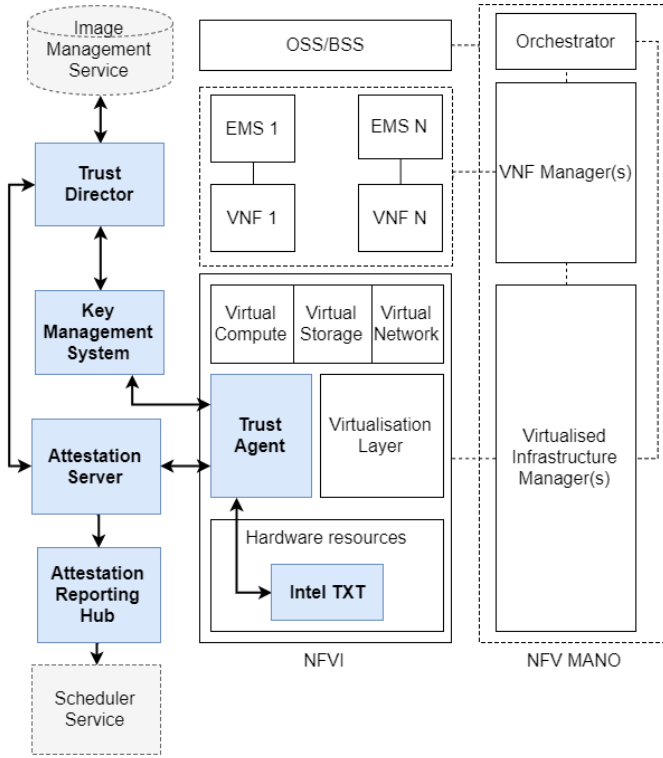 Image
Management
Service
Trust
Director
Key
Management
System
Attestation
Server
Attestation
Reporting
Hub
Scheduler
Service
OSS/BSS
EMS 1
EMS N
VNF 1
VNF N
Virtual
Compute
Virtual
Storage
Virtual
Network
Trust
Agent
Virtualisation
Layer
Hardware resources
Intel TXT
NFVI
Orchestrator
VNF Manager(s)
Virtualised
Infrastructure
Manager(s)
NFV MANO